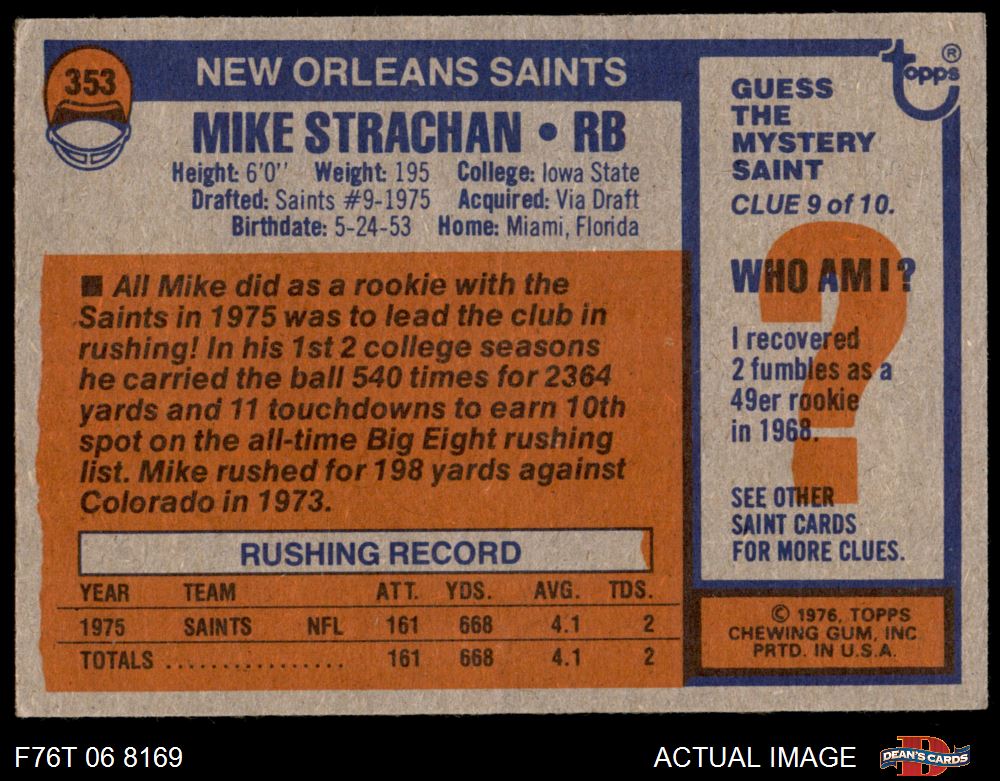 353
NEW ORLEANS SAINTS
MIKE STRACHAN • RB
Height: 6'0'' Weight: 195 College: Iowa State
Drafted: Saints #9-1975 Acquired: Via Draft
Birthdate: 5-24-53 Home: Miami, Florida
■ All Mike did as a rookie with the
Saints in 1975 was to lead the club in
rushing! In his 1st 2 college seasons
he carried the ball 540 times for 2364
yards and 11 touchdowns to earn 10th
spot on the all-time Big Eight rushing
list. Mike rushed for 198 yards against
Colorado in 1973.
RUSHING RECORD
YEAR TEAM ATT. YDS. AVG. TDS.
1975 SAINTS NFL 161 668 4.1 2
TOTALS ................ 161 668 4.1 2
topps ®
GUESS
THE
MYSTERY
SAINT
CLUE 9 of 10.
?
WHO AM I ?
I recovered
2 fumbles as a
49er rookie
in 1968.
SEE OTHER
SAINT CARDS
FOR MORE CLUES.
© 1976, TOPPS
CHEWING GUM, INC
PRTD. IN U.S.A.
F76T 06 8169
ACTUAL IMAGE
D
DEAN'S CARDS